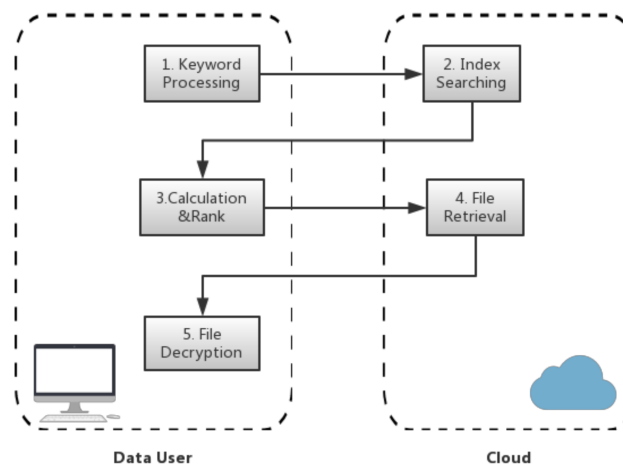 1. Keyword
Processing
2. Index
Searching
3.Calculation
&Rank
4. File
Retrieval
5. File
Decryption
Data User
Cloud